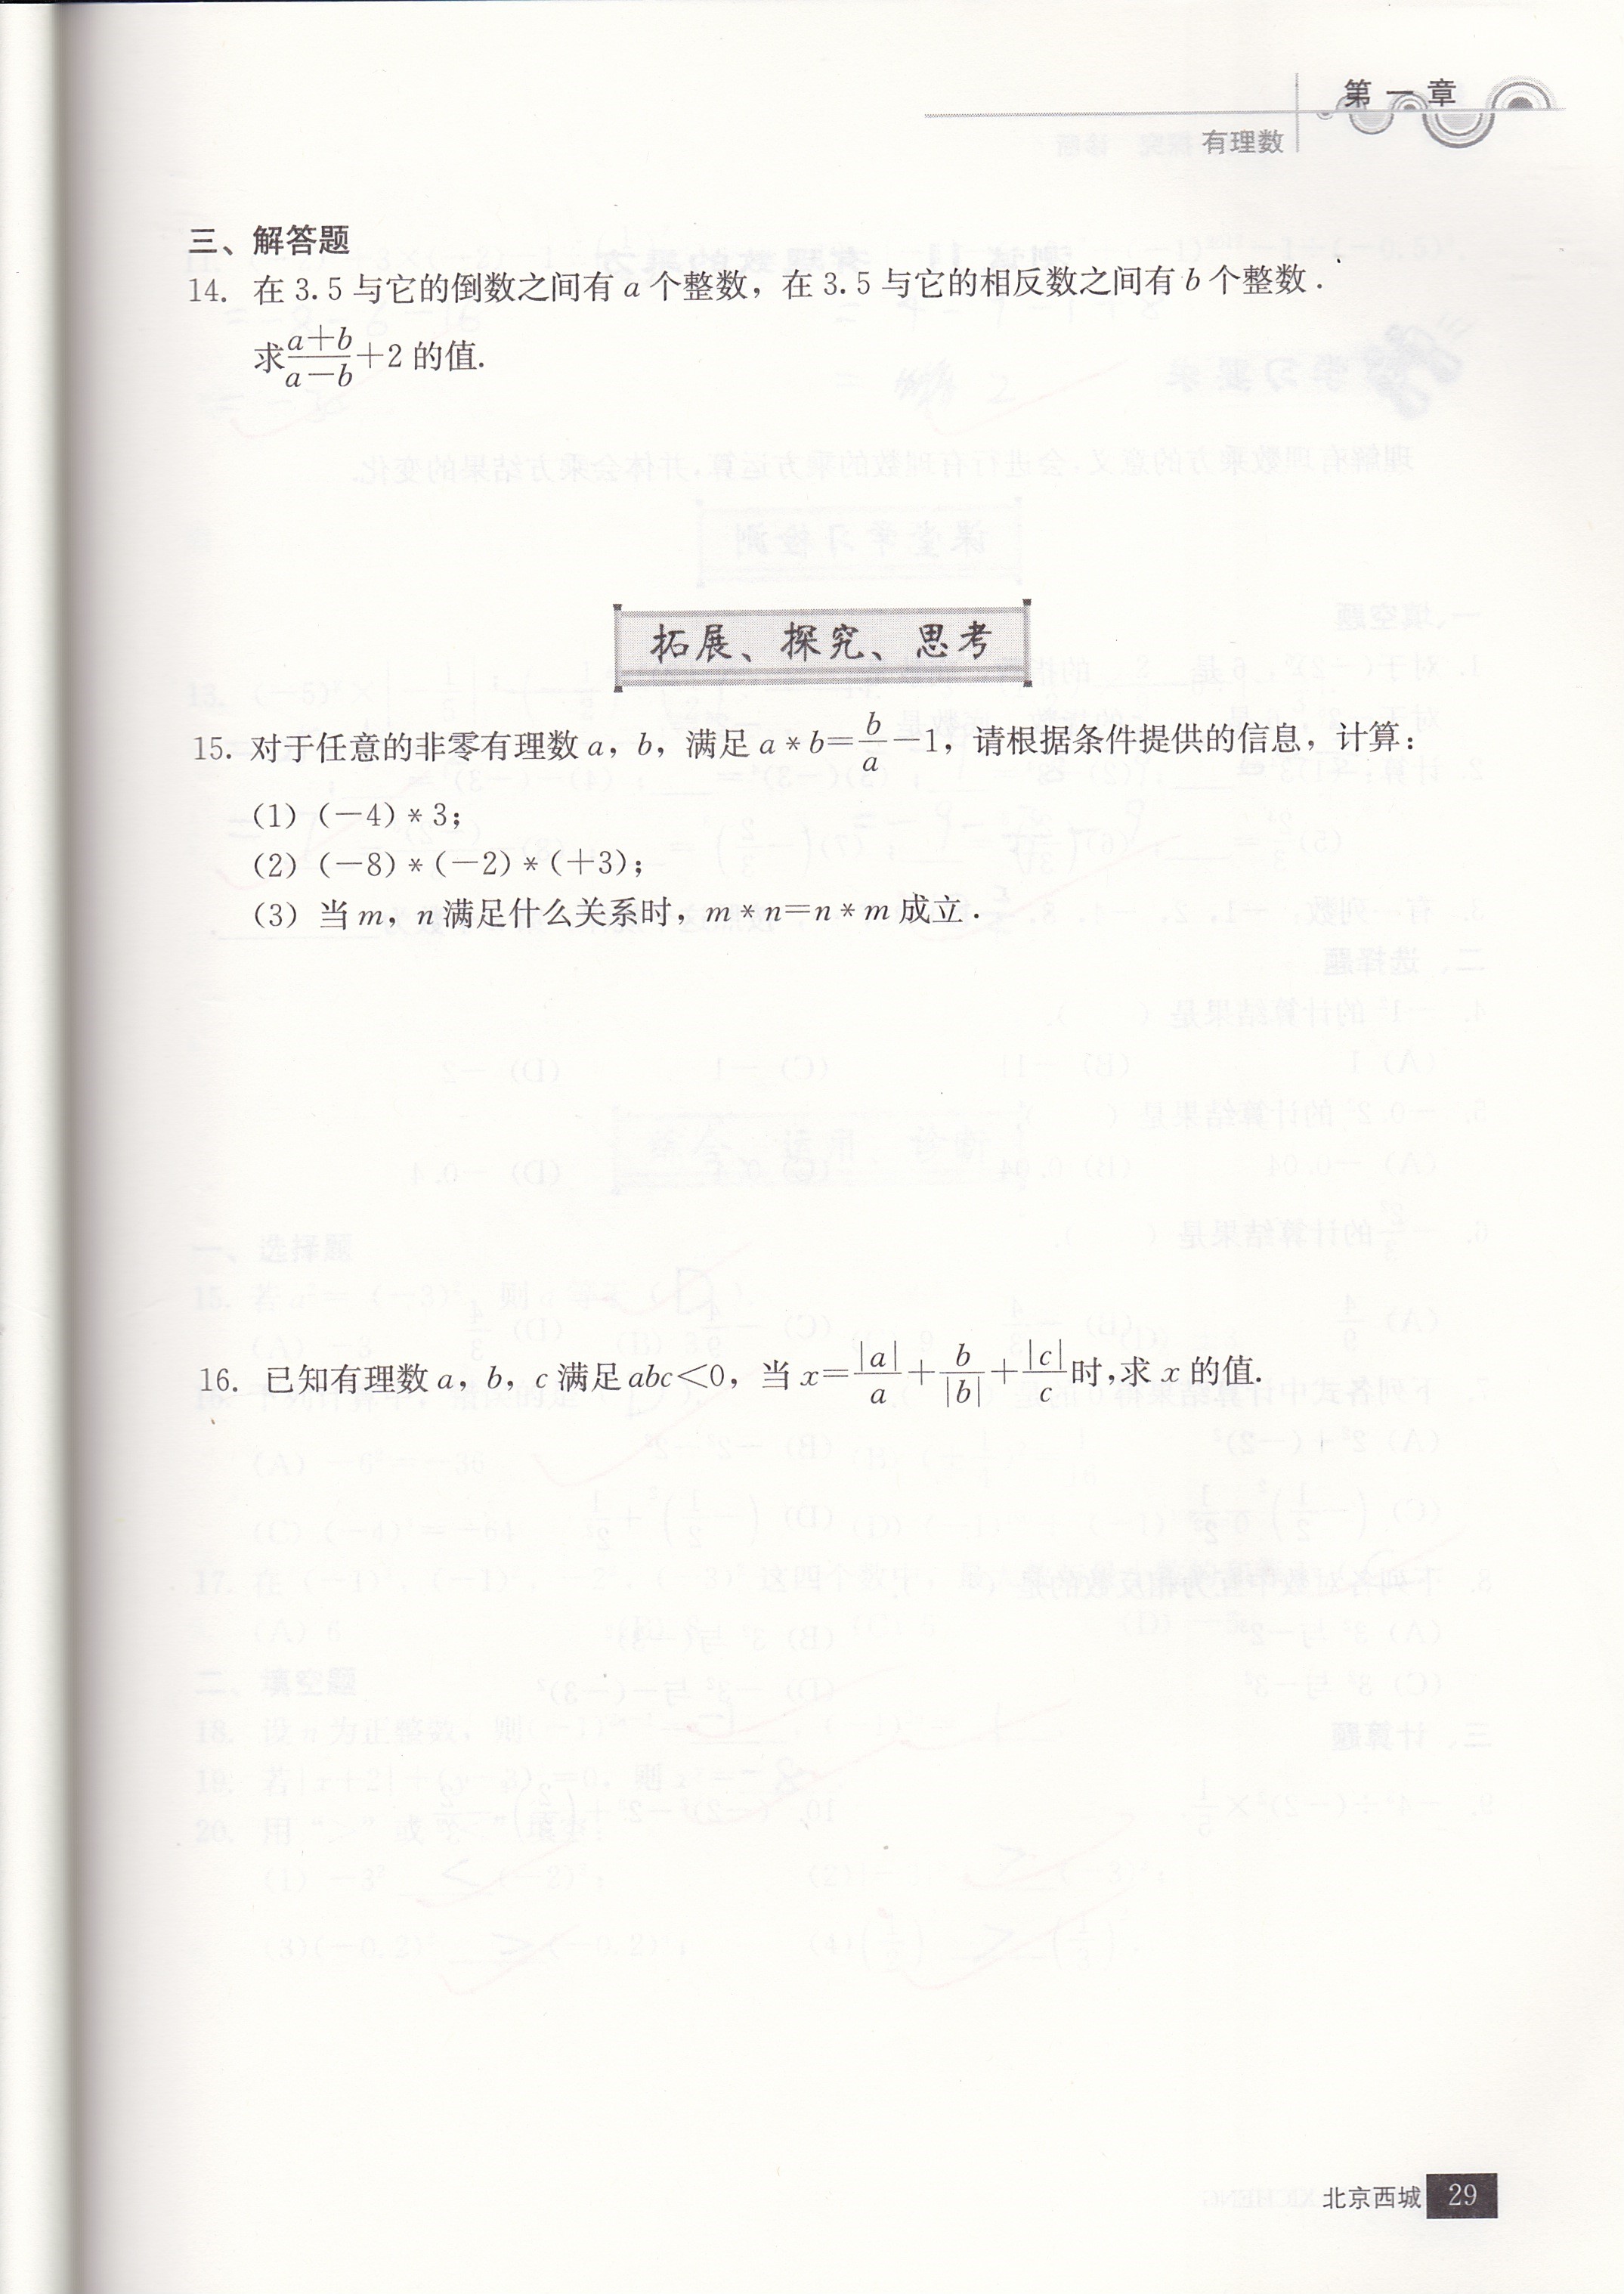 第一章
有理数
三、解答题
14. 在 3.5 与它的倒数之间有 a 个整数，在 3.5 与它的相反数之间有 b 个整数．
求\frac{a+b}{a-b}+2 的值.
拓展、探究、思考
15. 对于任意的非零有理数 a，b，满足 a*b=\frac{b}{a}-1，请根据条件提供的信息，计算：
(1) (-4)*3；
(2) (-8)*(-2)*(+3)；
(3) 当 m，n 满足什么关系时，m*n=n*m 成立．
16. 已知有理数 a，b，c 满足 abc<0，当 x=\frac{|a|}{a}+\frac{b}{|b|}+\frac{|c|}{c}时,求 x 的值.
北京西城 29